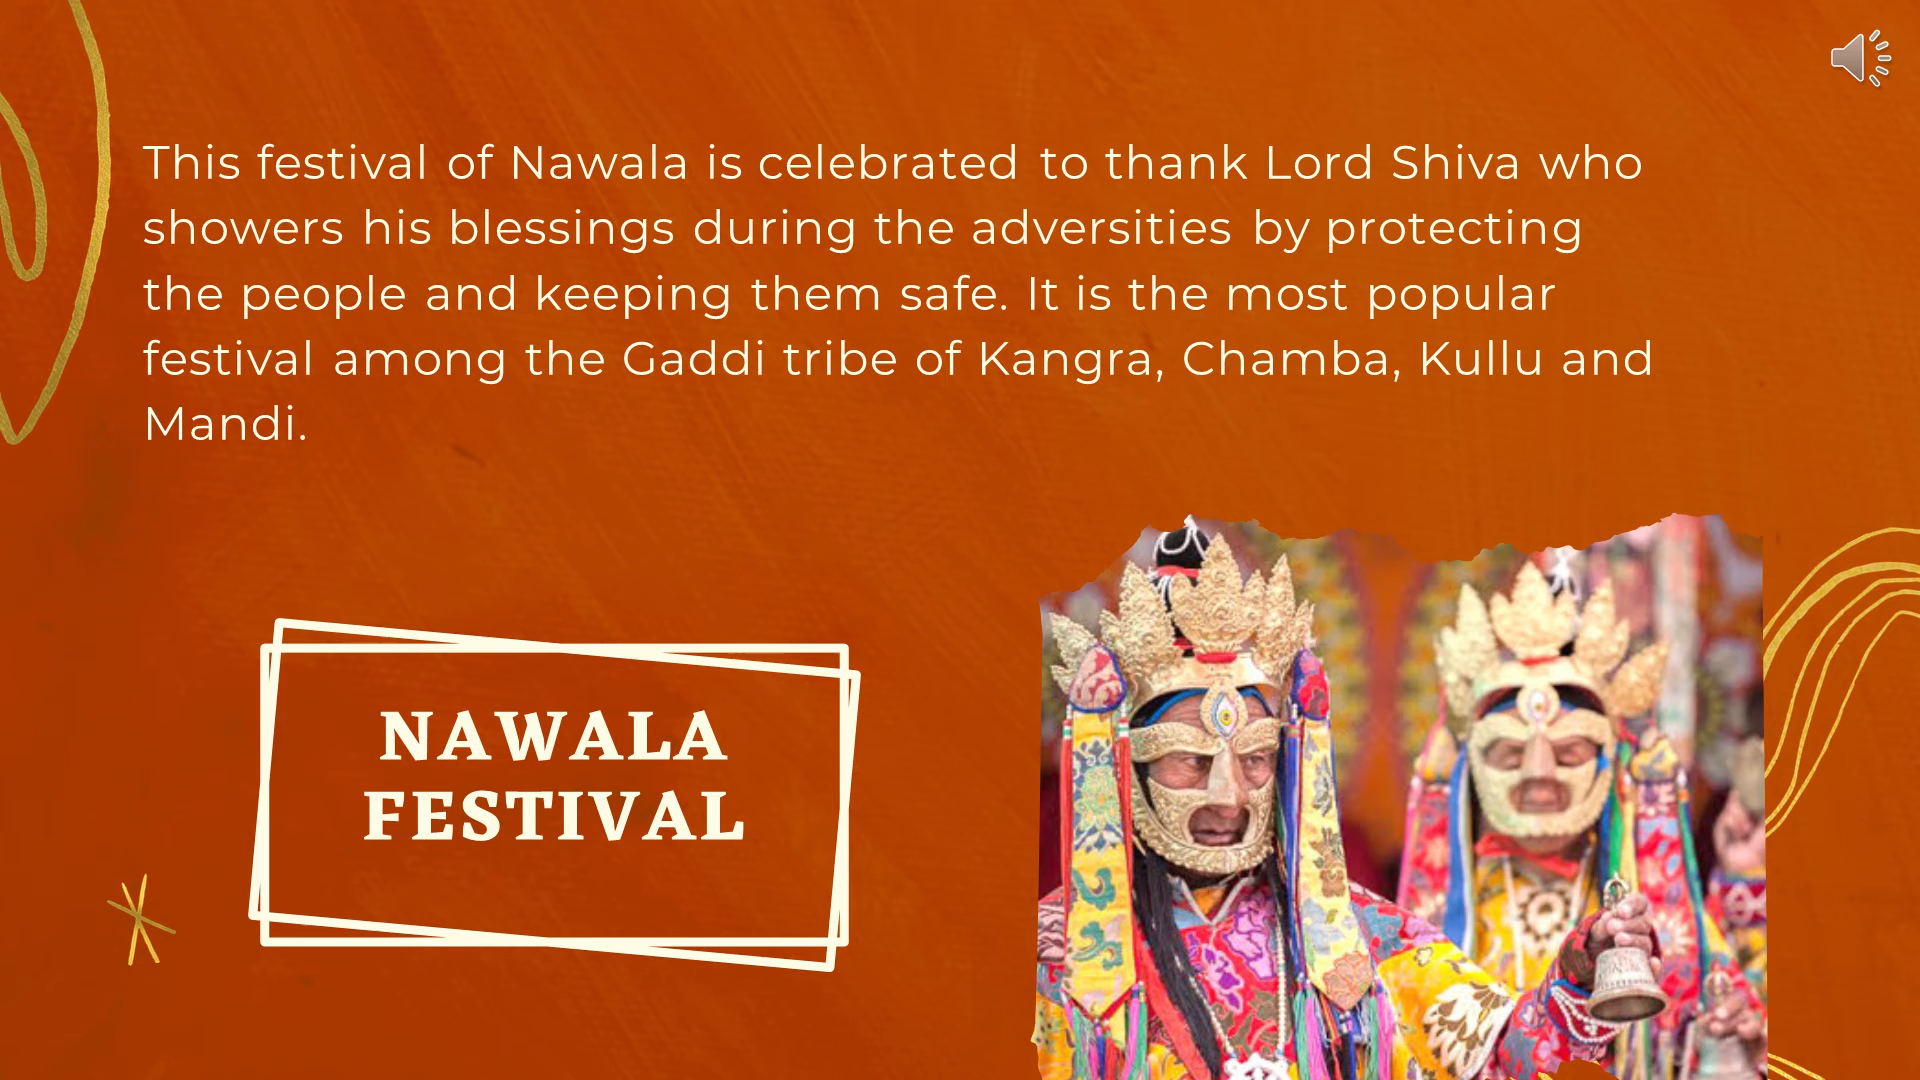 This festival of Nawala is celebrated to thank Lord Shiva who
showers his blessings during the adversities by protecting
the people and keeping them safe. It is the most popular
festival among the Gaddi tribe of Kangra, Chamba, Kullu and
Mandi.
NAWALA
FESTIVAL